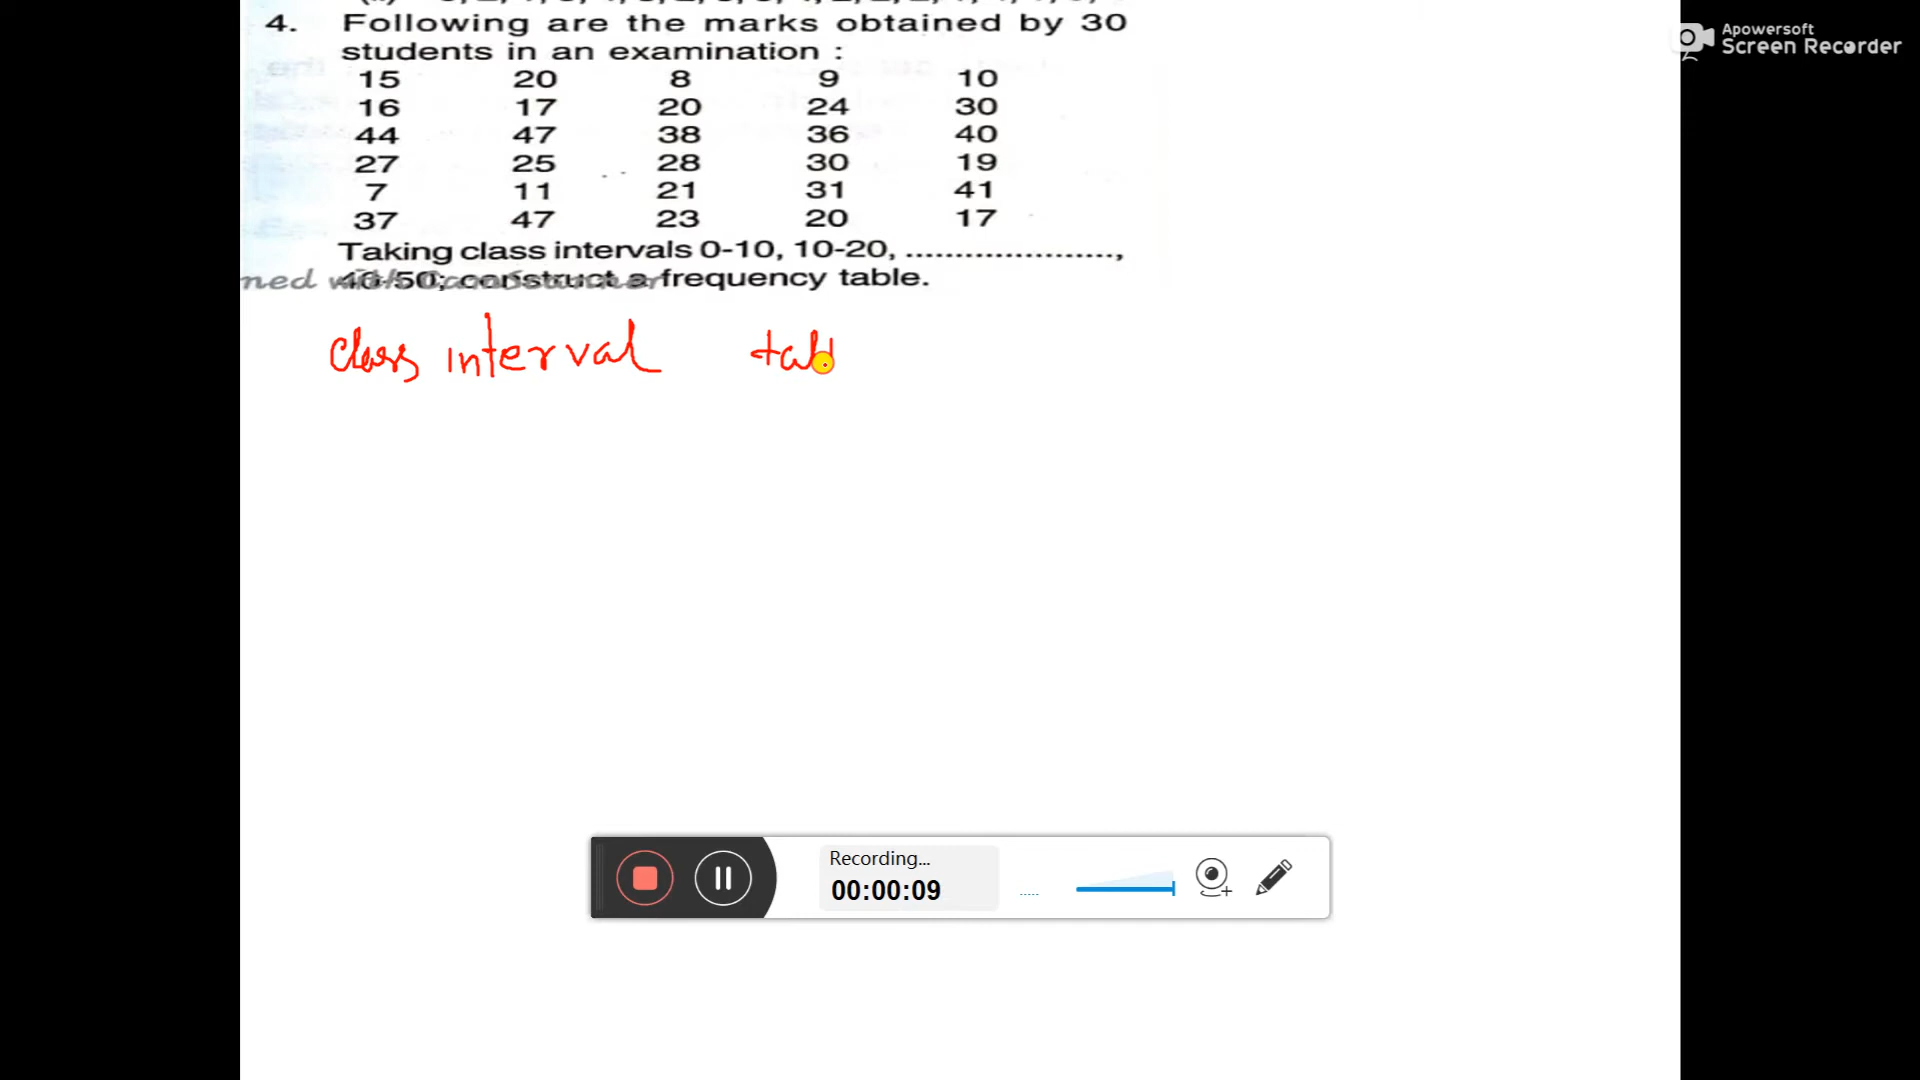 4. Following are the marks obtained by 30
students in an examination :
15 20 8 9 10
16 17 20 24 30
44 47 38 36 40
27 25 28 30 19
7 11 21 31 41
37 47 23 20 17
Taking class intervals 0-10, 10-20, ......................,
40-50; construct a frequency table.
ned with CamScanner
class interval
Apowersoft
Screen Recorder
Recording...
00:00:09